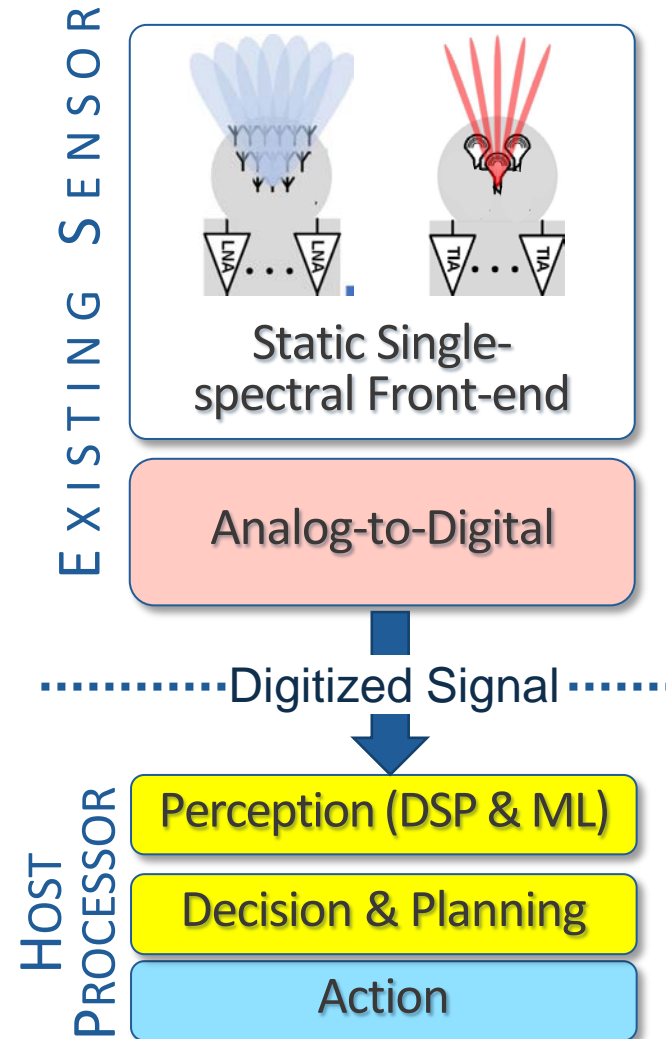 EXISTING SENSOR
LNA ... LNA
TIA ... TIA
Static Single-
spectral Front-end
Analog-to-Digital
Digitized Signal
HOST
PROCESSOR
Perception (DSP & ML)
Decision & Planning
Action